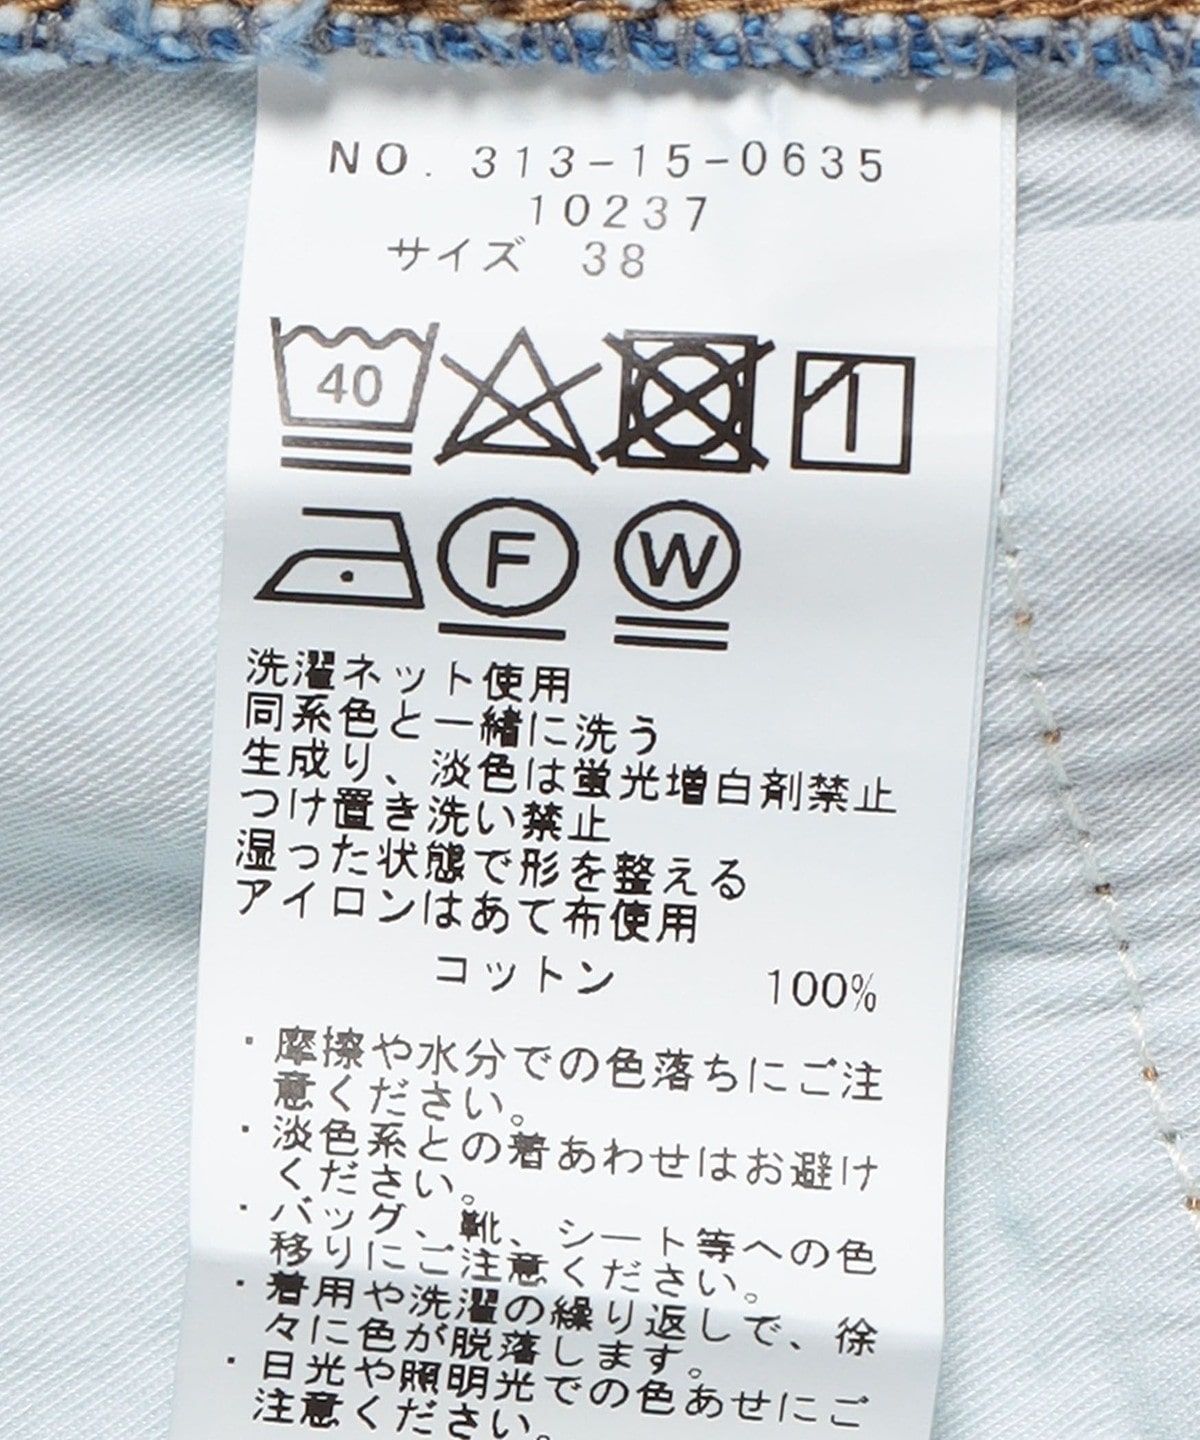 NO. 313-15-0635
10237
サイズ 38
40
F W
洗濯ネット使用
同系色と一緒に洗う
生成り、淡色は蛍光増白剤禁止
つけ置き洗い禁止
湿った状態で形を整える
アイロンはあて布使用
コットン 100%
・摩擦や水分での色落ちにご注
意ください。
・淡色系との着あわせはお避け
ください。
・バッグ、靴、シート等への色
移りにご注意ください。
・着用や洗濯の繰り返しで、徐
々に色が脱落します。
・日光や照明光での色あせにご
注意ください。